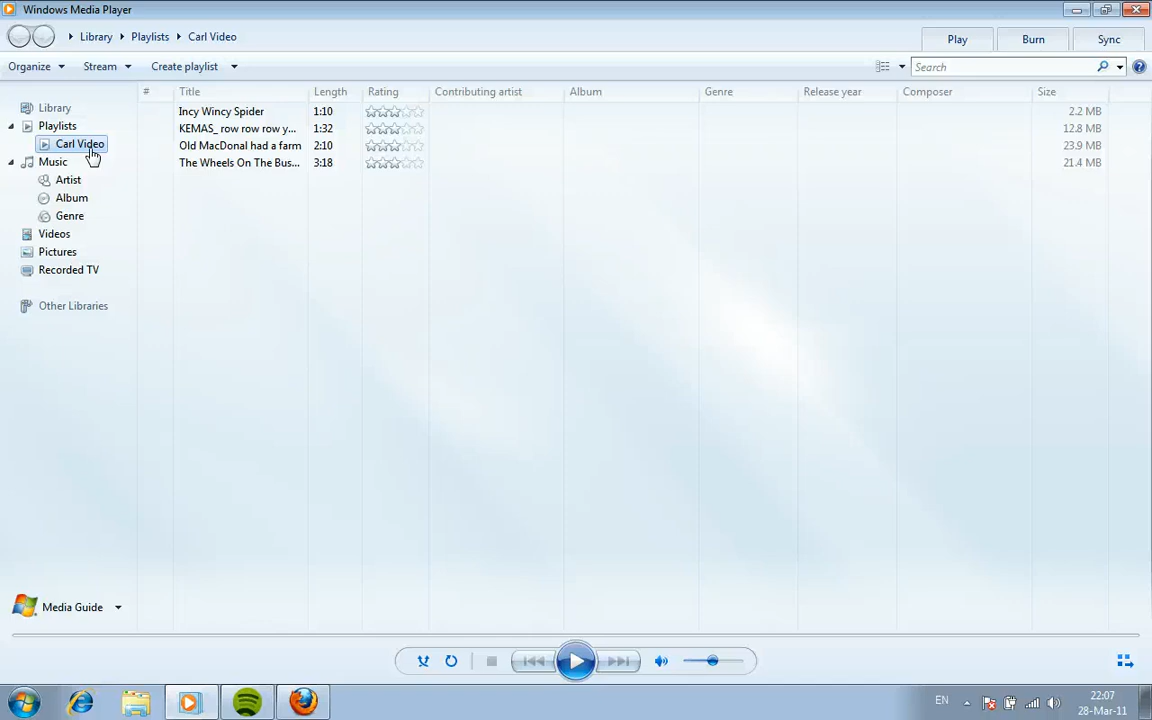 Windows Media Player
Library Playlists Carl Video
Play Burn Sync
Organize Stream Create playlist Search
# Title Length Rating Contributing artist Album Genre Release year Composer Size
Library
Playlists
Carl Video
Music
Artist
Album
Genre
Videos
Pictures
Recorded TV
Other Libraries
Incy Wincy Spider 1:10 2.2 MB
KEMAS_ row row row y... 1:32 12.8 MB
Old MacDonal had a farm 2:10 23.9 MB
The Wheels On The Bus... 3:18 21.4 MB
Media Guide
EN
22:07
28-Mar-11